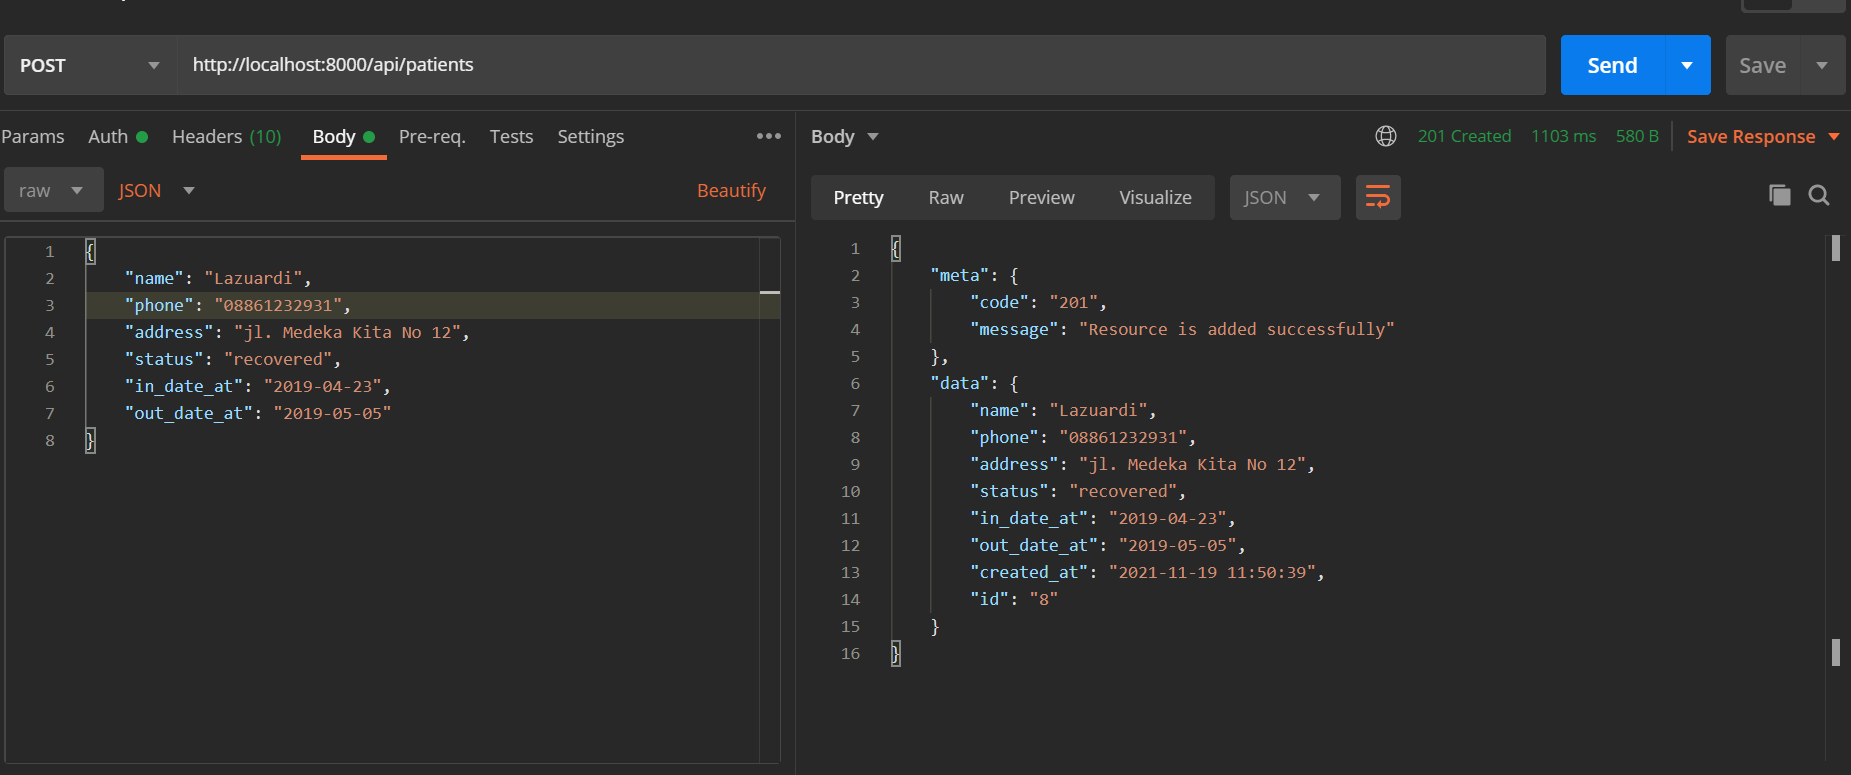 POST http://localhost:8000/api/patients Send Save
Params Auth Headers (10) Body Pre-req. Tests Settings
raw JSON Beautify
1 {
2 "name": "Lazuardi",
3 "phone": "08861232931",
4 "address": "jl. Medeka Kita No 12",
5 "status": "recovered",
6 "in_date_at": "2019-04-23",
7 "out_date_at": "2019-05-05"
8 }
Body 201 Created 1103 ms 580 B Save Response
Pretty Raw Preview Visualize JSON
1 {
2 "meta": {
3 "code": "201",
4 "message": "Resource is added successfully"
5 },
6 "data": {
7 "name": "Lazuardi",
8 "phone": "08861232931",
9 "address": "jl. Medeka Kita No 12",
10 "status": "recovered",
11 "in_date_at": "2019-04-23",
12 "out_date_at": "2019-05-05",
13 "created_at": "2021-11-19 11:50:39",
14 "id": "8"
15 }
16 }